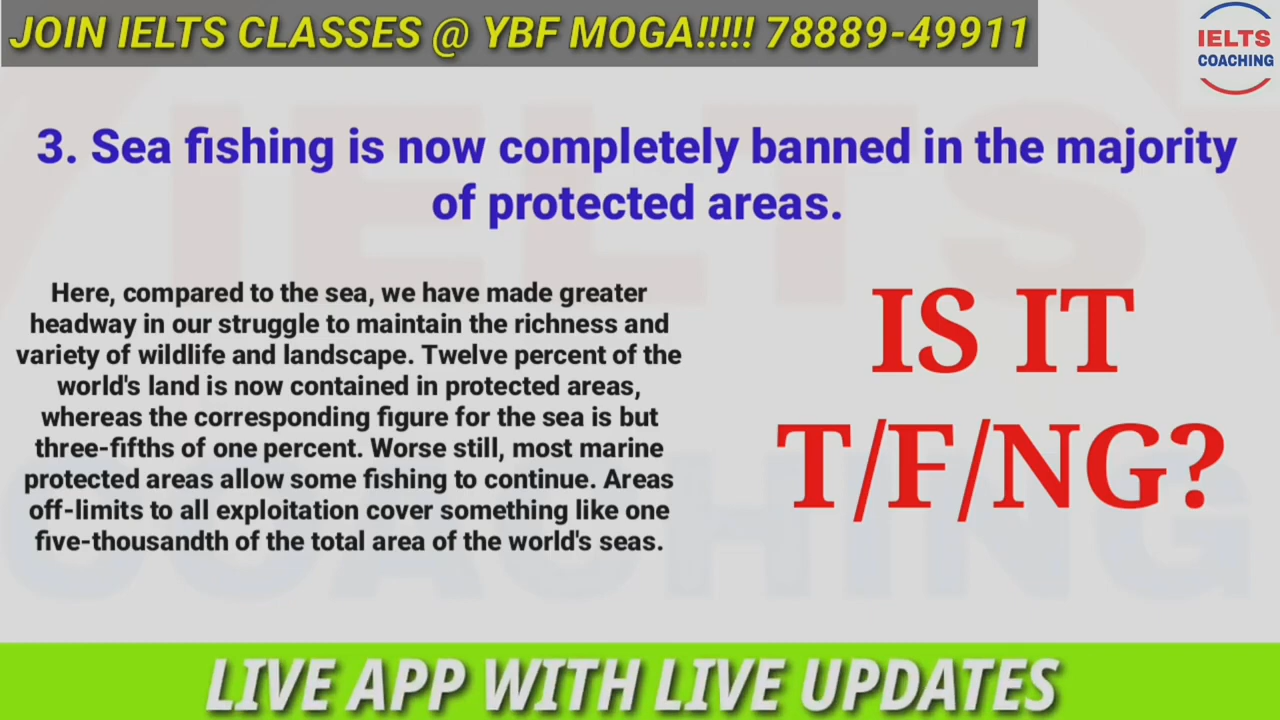 JOIN IELTS CLASSES @ YBF MOGA!!!!! 78889-49911
IELTS
COACHING
3. Sea fishing is now completely banned in the majority
of protected areas.
Here, compared to the sea, we have made greater
headway in our struggle to maintain the richness and
variety of wildlife and landscape. Twelve percent of the
world's land is now contained in protected areas,
whereas the corresponding figure for the sea is but
three-fifths of one percent. Worse still, most marine
protected areas allow some fishing to continue. Areas
off-limits to all exploitation cover something like one
five-thousandth of the total area of the world's seas.
IS IT
T/F/NG?
IELTS
COACHING
LIVE APP WITH LIVE UPDATES